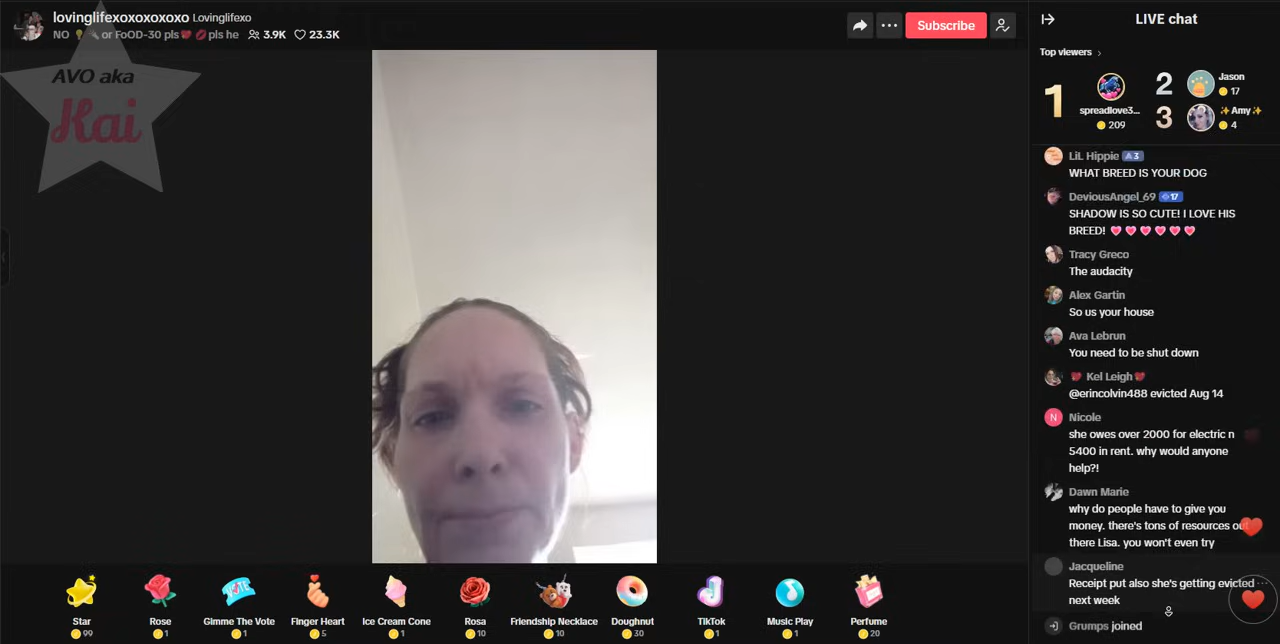 lovinglifexoxoxoxoxo Lovinglifexo
NO or FoOD-30 pls❤️ 💋 pls he 3.9K 23.3K
Subscribe
AVO aka
Kai
LIVE chat
Top viewers >
1
spreadlove3...
209
2
Jason
17
3
✨Amy✨
4
LiL Hippie 3
WHAT BREED IS YOUR DOG
DeviousAngel_69 17
SHADOW IS SO CUTE! I LOVE HIS
BREED! 💗💗💗💗💗💗
Tracy Greco
The audacity
Alex Gartin
So us your house
Ava Lebrun
You need to be shut down
Kel Leigh
@erincolvin488 evicted Aug 14
N Nicole
she owes over 2000 for electric n
5400 in rent. why would anyone
help?!
Dawn Marie
why do people have to give you
money. there's tons of resources
there Lisa. you won't even try
Jacqueline
Receipt put also she's getting evicted
next week
Grumps joined
VOTE
Star
99
Rose
1
Gimme The Vote
1
Finger Heart
5
Ice Cream Cone
1
Rosa
10
Friendship Necklace
10
Doughnut
30
TikTok
1
Music Play
1
Perfume
20